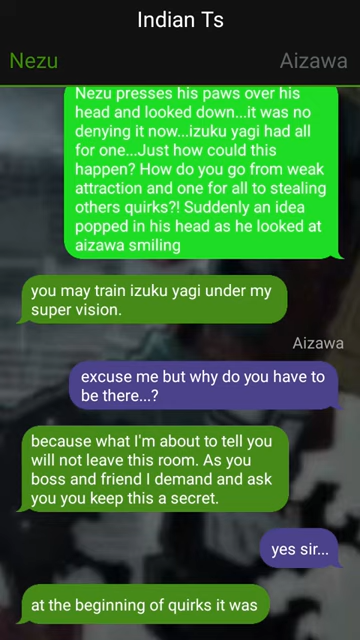 Indian Ts
Nezu
Aizawa
Nezu presses his paws over his
head and looked down...it was no
denying it now...izuku yagi had all
for one...Just how could this
happen? How do you go from weak
attraction and one for all to stealing
others quirks?! Suddenly an idea
popped in his head as he looked at
aizawa smiling
you may train izuku yagi under my
super vision.
Aizawa
excuse me but why do you have to
be there...?
because what I'm about to tell you
will not leave this room. As you
boss and friend I demand and ask
you you keep this a secret.
yes sir...
at the beginning of quirks it was